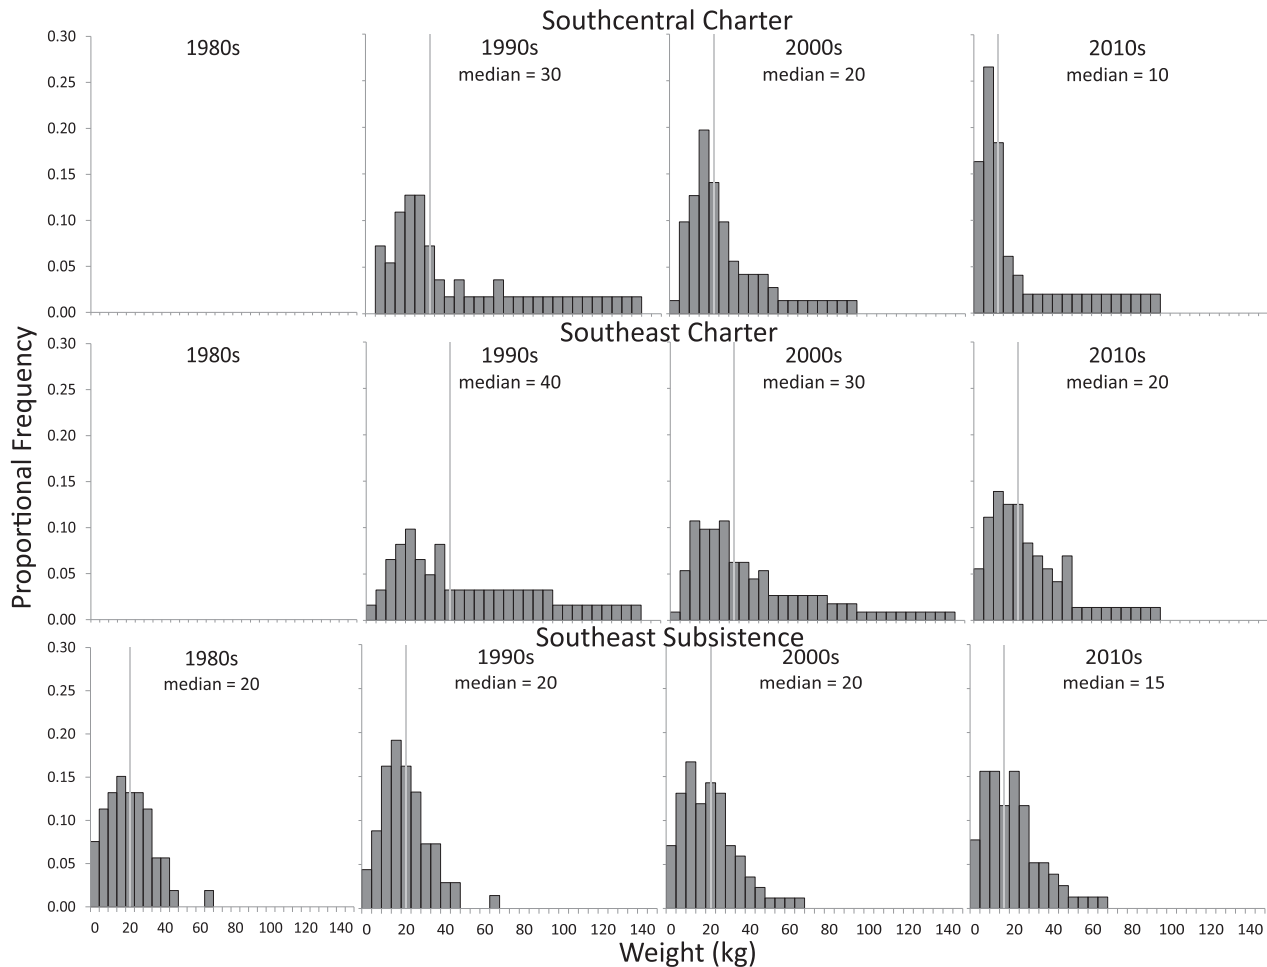 Southcentral Charter
0.30
0.25
0.20
0.15
0.10
0.05
0.00
1980s
1990s
median = 30
2000s
median = 20
2010s
median = 10
Southeast Charter
0.30
0.25
0.20
0.15
0.10
0.05
0.00
1980s
1990s
median = 40
2000s
median = 30
2010s
median = 20
Southeast Subsistence
0.30
0.25
0.20
0.15
0.10
0.05
0.00
1980s
median = 20
1990s
median = 20
2000s
median = 20
2010s
median = 15
0 20 40 60 80 100 120 140
0 20 40 60 80 100 120 140
0 20 40 60 80 100 120 140
0 20 40 60 80 100 120 140
Proportional Frequency
Weight (kg)